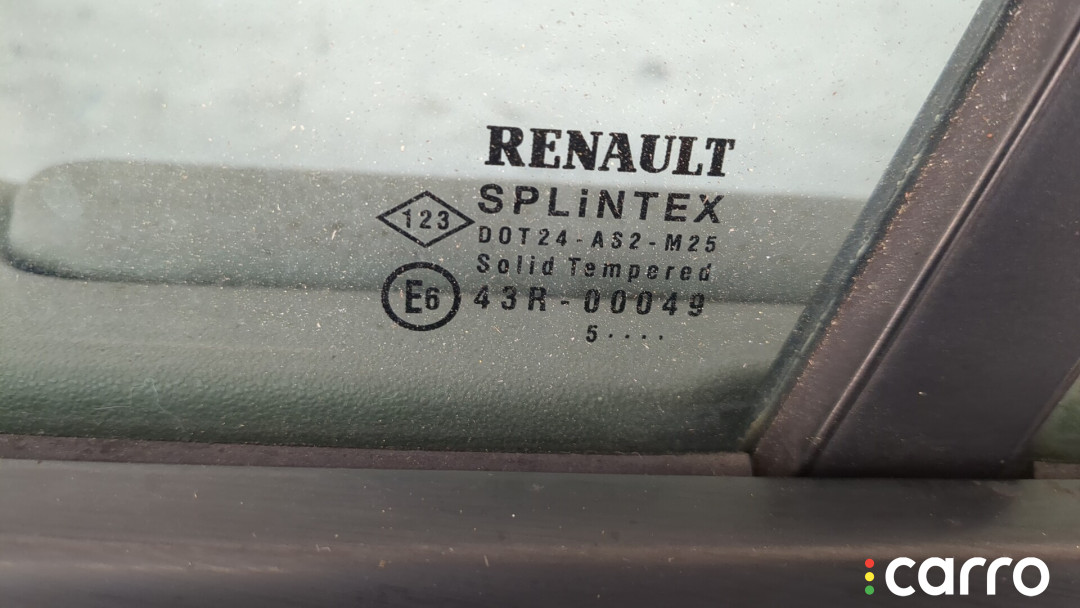 RENAULT
SPLiNTEX
123
DOT24-AS2-M25
Solid Tempered
E6
43R-00049
5····
carro